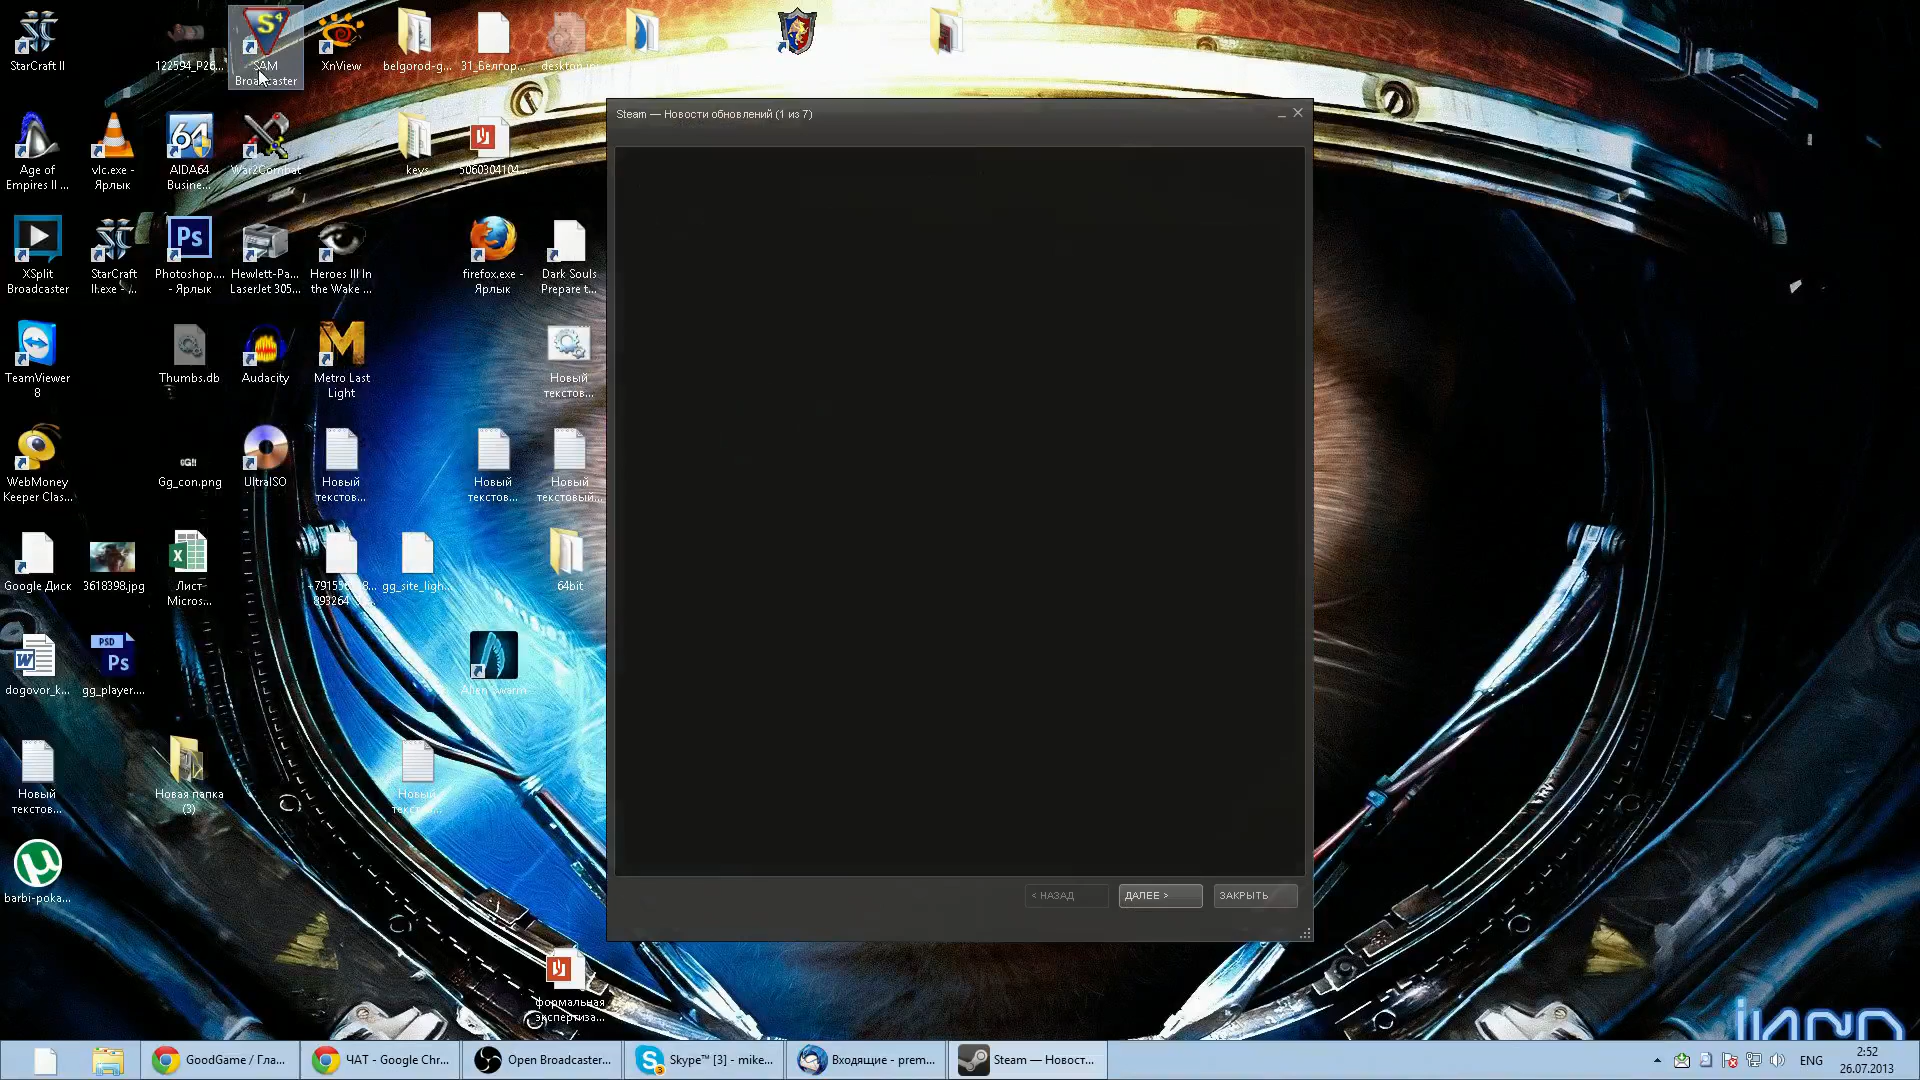 StarCraft II
122594_P26...
SAM
Broadcaster
XnView
belgorod-g...
31_Белгор...
desktop.ini
Steam — Новости обновлений (1 из 7)
Age of
Empires II ...
vlc.exe -
Ярлык
AIDA64
Busine...
War2Combat
keys
5060304104...
XSplit
Broadcaster
StarCraft
II.exe - ...
Photoshop....
- Ярлык
Hewlett-Pa...
LaserJet 305...
Heroes III In
the Wake ...
firefox.exe -
Ярлык
Dark Souls
Prepare t...
TeamViewer
8
Thumbs.db
Audacity
Metro Last
Light
Новый
текстов...
WebMoney
Keeper Clas...
Gg_con.png
UltraISO
Новый
текстов...
Новый
текстов...
Новый
текстовый...
Google Диск
3618398.jpg
Лист
Micros...
893264
gg_site_ligh...
64bit
dogovor_k...
PSD
Ps
gg_player....
Alien Swarm
Новый
текстов...
Новая папка
(3)
Новый
barbi-poka...
< НАЗАД
ДАЛЕЕ >
ЗАКРЫТЬ
формальная
экспертиза...
GoodGame / Гла...
ЧАТ - Google Chr...
Open Broadcaster...
Skype™ [3] - mike...
Входящие - prem...
Steam — Новост...
ENG
2:52
26.07.2013